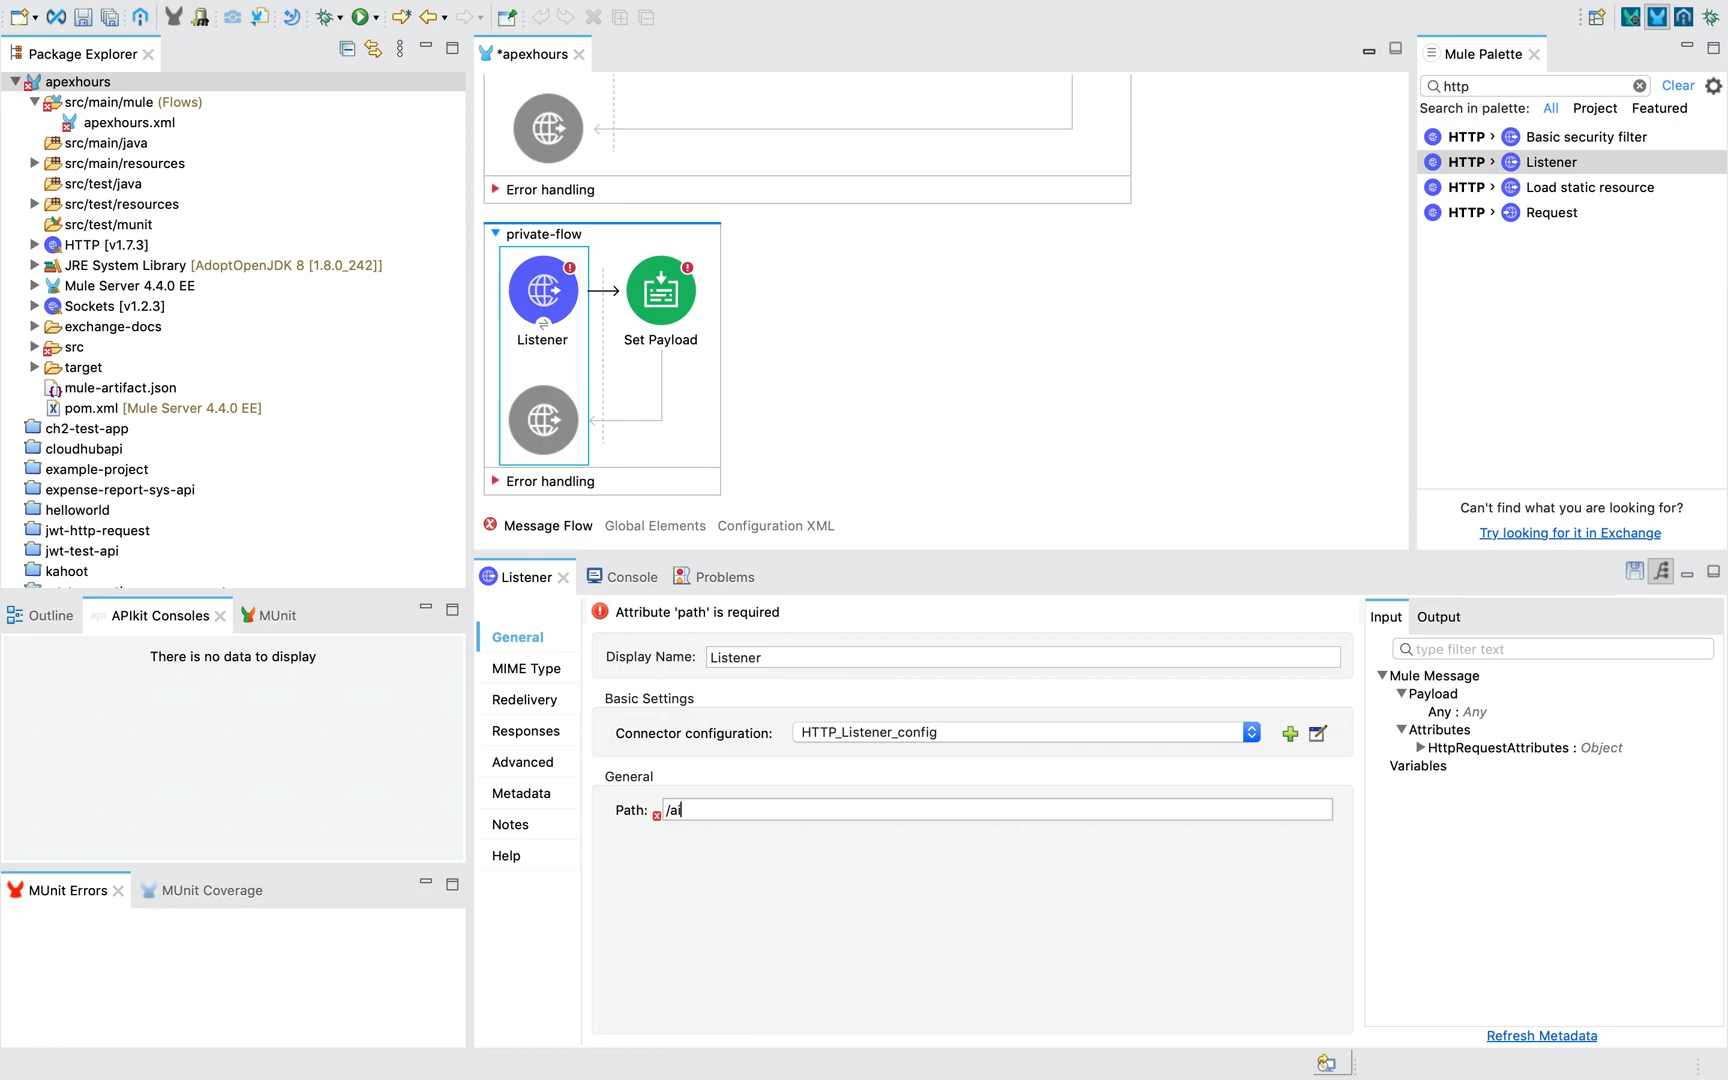 Package Explorer
apexhours
src/main/mule (Flows)
apexhours.xml
src/main/java
src/main/resources
src/test/java
src/test/resources
src/test/munit
HTTP [v1.7.3]
JRE System Library [AdoptOpenJDK 8 [1.8.0_242]]
Mule Server 4.4.0 EE
Sockets [v1.2.3]
exchange-docs
src
target
mule-artifact.json
pom.xml [Mule Server 4.4.0 EE]
ch2-test-app
cloudhubapi
example-project
expense-report-sys-api
helloworld
jwt-http-request
jwt-test-api
kahoot
Outline
api APIkit Consoles
MUnit
There is no data to display
MUnit Errors
MUnit Coverage
*apexhours
Error handling
private-flow
Listener
Set Payload
Error handling
Message Flow
Global Elements
Configuration XML
Mule Palette
http
Clear
Search in palette: All Project Featured
HTTP > Basic security filter
HTTP > Listener
HTTP > Load static resource
HTTP > Request
Can't find what you are looking for?
Try looking for it in Exchange
Listener
Console
Problems
General
MIME Type
Redelivery
Responses
Advanced
Metadata
Notes
Help
Attribute 'path' is required
Display Name: Listener
Basic Settings
Connector configuration: HTTP_Listener_config
General
Path: /ai
Input
Output
type filter text
Mule Message
Payload
Any : Any
Attributes
HttpRequestAttributes : Object
Variables
Refresh Metadata